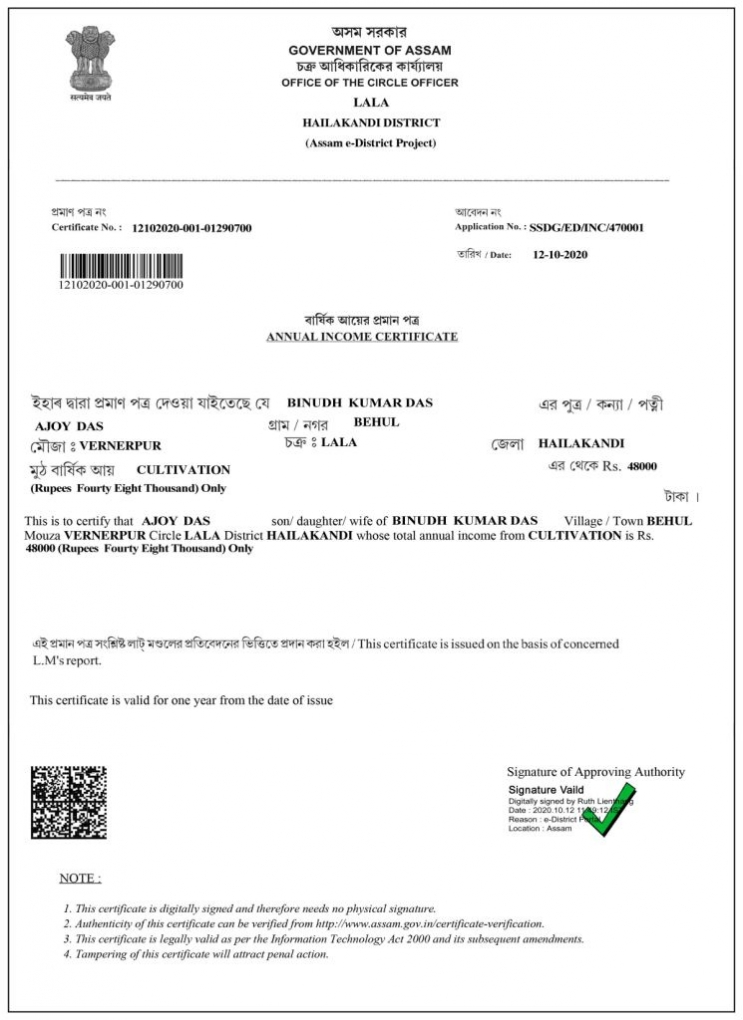 सत्यमेव जयते
অসম সরকার
GOVERNMENT OF ASSAM
চক্র আধিকারিকের কার্য্যালয়
OFFICE OF THE CIRCLE OFFICER
LALA
HAILAKANDI DISTRICT
(Assam e-District Project)
প্রমাণ পত্র নং
Certificate No. : 12102020-001-01290700
আবেদন নং
Application No. : SSDG/ED/INC/470001
তারিখ / Date: 12-10-2020
12102020-001-01290700
বার্ষিক আয়ের প্রমান পত্র
ANNUAL INCOME CERTIFICATE
ইহাৰ দ্বারা প্রমাণ পত্র দেওয়া যাইতেছে যে BINUDH KUMAR DAS এর পুত্র / কন্যা / পত্নী
AJOY DAS গ্রাম / নগর BEHUL
মৌজা : VERNERPUR চক্র : LALA জেলা HAILAKANDI
মুঠ বার্ষিক আয় CULTIVATION এর থেকে Rs. 48000
(Rupees Fourty Eight Thousand) Only
টাকা ।
This is to certify that AJOY DAS son/ daughter/ wife of BINUDH KUMAR DAS Village / Town BEHUL
Mouza VERNERPUR Circle LALA District HAILAKANDI whose total annual income from CULTIVATION is Rs.
48000 (Rupees Fourty Eight Thousand) Only
এই প্রমান পত্র সংশ্লিষ্ট লাট্ মণ্ডলের প্রতিবেদনের ভিত্তিতে প্রদান করা হইল / This certificate is issued on the basis of concerned
L.M's report.
This certificate is valid for one year from the date of issue
Signature of Approving Authority
Signature Vaild
Digitally signed by Ruth
Date : 2020.10.12
Reason : e-District
Location : Assam
NOTE :
1. This certificate is digitally signed and therefore needs no physical signature.
2. Authenticity of this certificate can be verified from http://www.assam.gov.in/certificate-verification.
3. This certificate is legally valid as per the Information Technology Act 2000 and its subsequent amendments.
4. Tampering of this certificate will attract penal action.